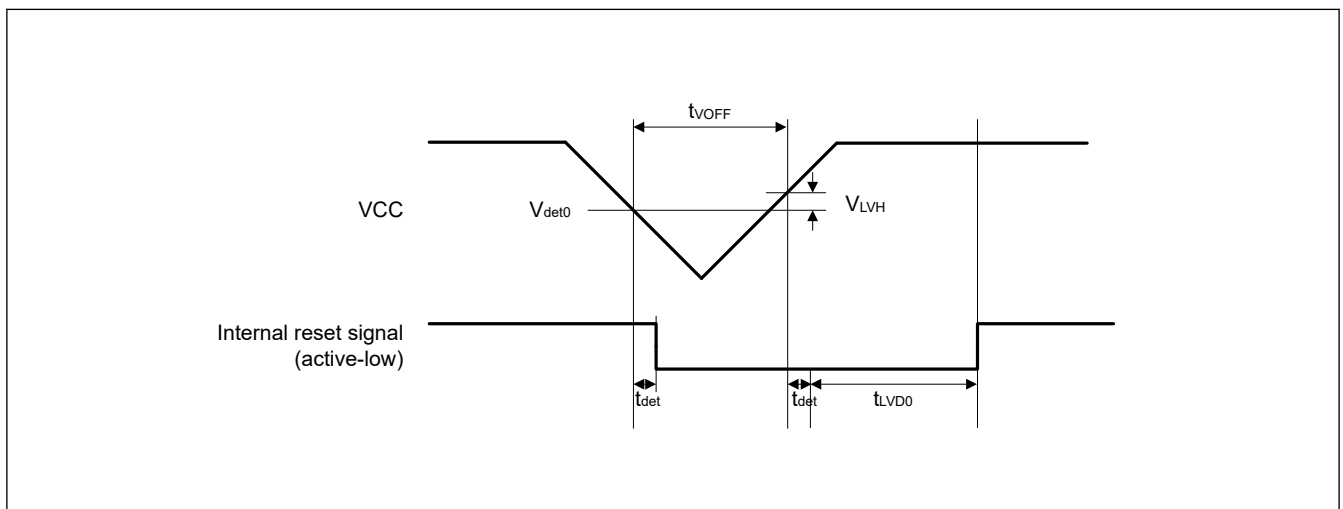 tVOFF
VCC
Vdet0
VLVH
Internal reset signal
(active-low)
tdet
tdet
tLVD0